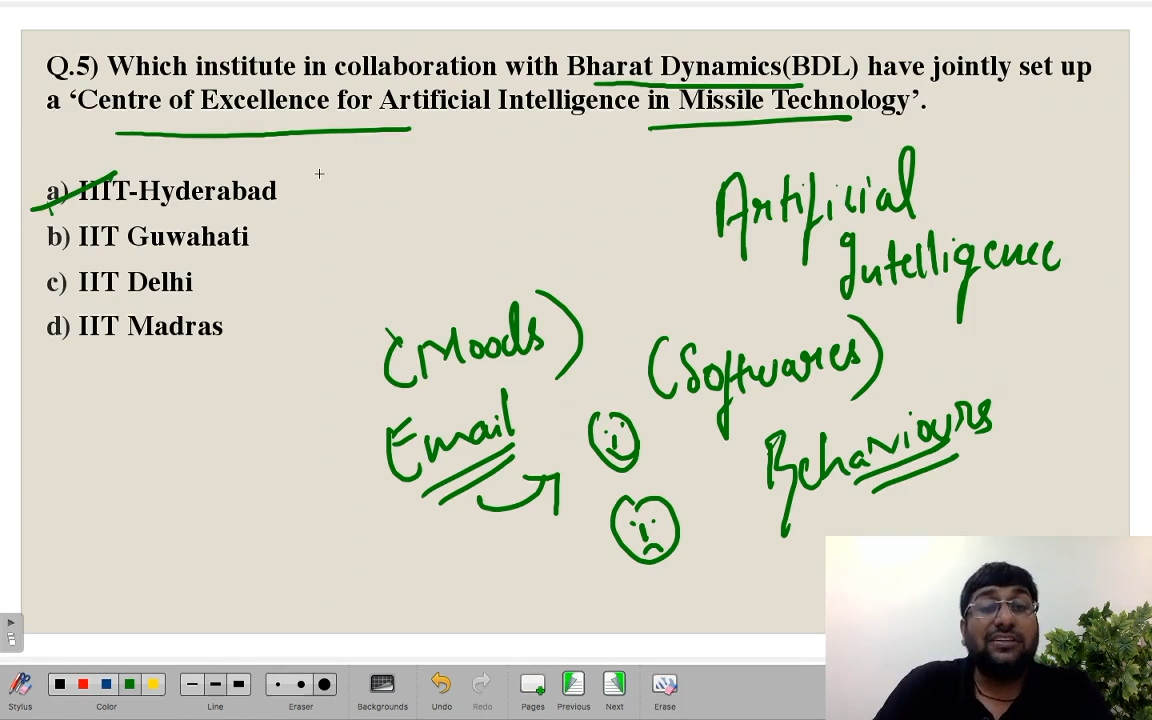 Q.5) Which institute in collaboration with Bharat Dynamics(BDL) have jointly set up
a ‘Centre of Excellence for Artificial Intelligence in Missile Technology’.
a) IIIT-Hyderabad
b) IIT Guwahati
c) IIT Delhi
d) IIT Madras
Artificial
Intelligence
(Moods)
(Softwares)
Email
Behaviours
Stylus
Color
Line
Eraser
Backgrounds
Undo
Redo
Pages
Previous
Next
Erase